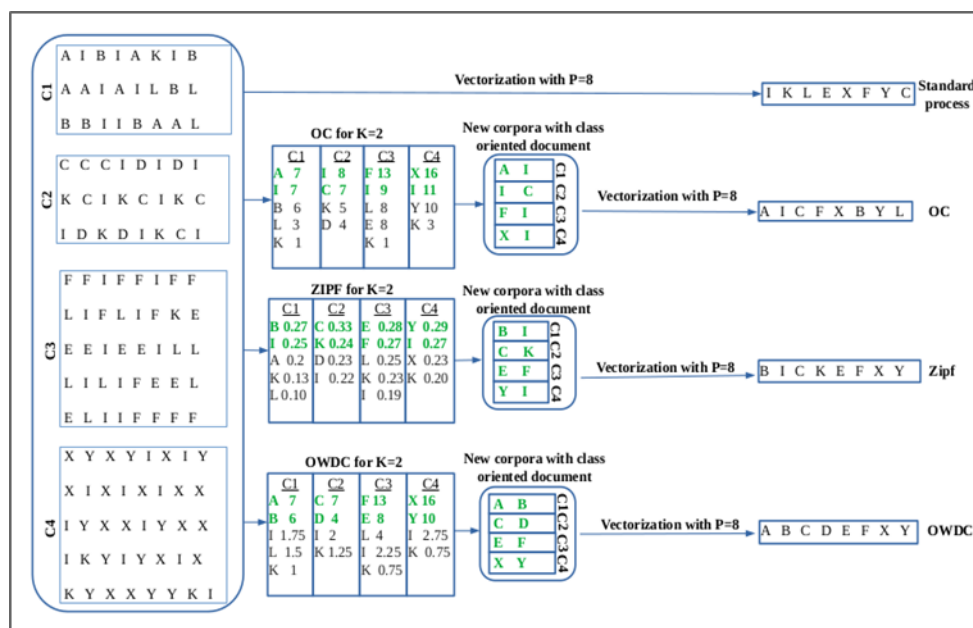 C1
A I B I A K I B
A A I A I L B L
B B I I B A A L
C2
C C C I D I D I
K C I K C I K C
I D K D I K C I
C3
F F I F F I F F
L I F L I F K E
E E I E E I L L
L I L I F E E L
E L I I F F F F
C4
X Y X Y I X I Y
X I X I X I X X
I Y X X I Y X X
I K Y I Y X I X
K Y X X Y Y K I
Vectorization with P=8
I K L E X F Y C
Standard
process
OC for K=2
C1 C2 C3 C4
A 7 I 8 F 13 X 16
I 7 C 7 I 9 I 11
B 6 K 5 L 8 Y 10
L 3 D 4 E 8 K 3
K 1 K 1
New corpora with class
oriented document
A I C1
I C C2
F I C3
X I C4
Vectorization with P=8
A I C F X B Y L
OC
ZIPF for K=2
C1 C2 C3 C4
B 0.27 C 0.33 E 0.28 Y 0.29
I 0.25 K 0.24 F 0.27 I 0.27
A 0.2 D 0.23 L 0.25 X 0.23
K 0.13 I 0.22 K 0.23 K 0.20
L 0.10 I 0.19
New corpora with class
oriented document
B I C1
C K C2
E F C3
Y I C4
Vectorization with P=8
B I C K E F X Y
Zipf
OWDC for K=2
C1 C2 C3 C4
A 7 C 7 F 13 X 16
B 6 D 4 E 8 Y 10
I 1.75 I 2 L 4 I 2.75
L 1.5 K 1.25 I 2.25 K 0.75
K 1 K 0.75
New corpora with class
oriented document
A B C1
C D C2
E F C3
X Y C4
Vectorization with P=8
A B C D E F X Y
OWDC